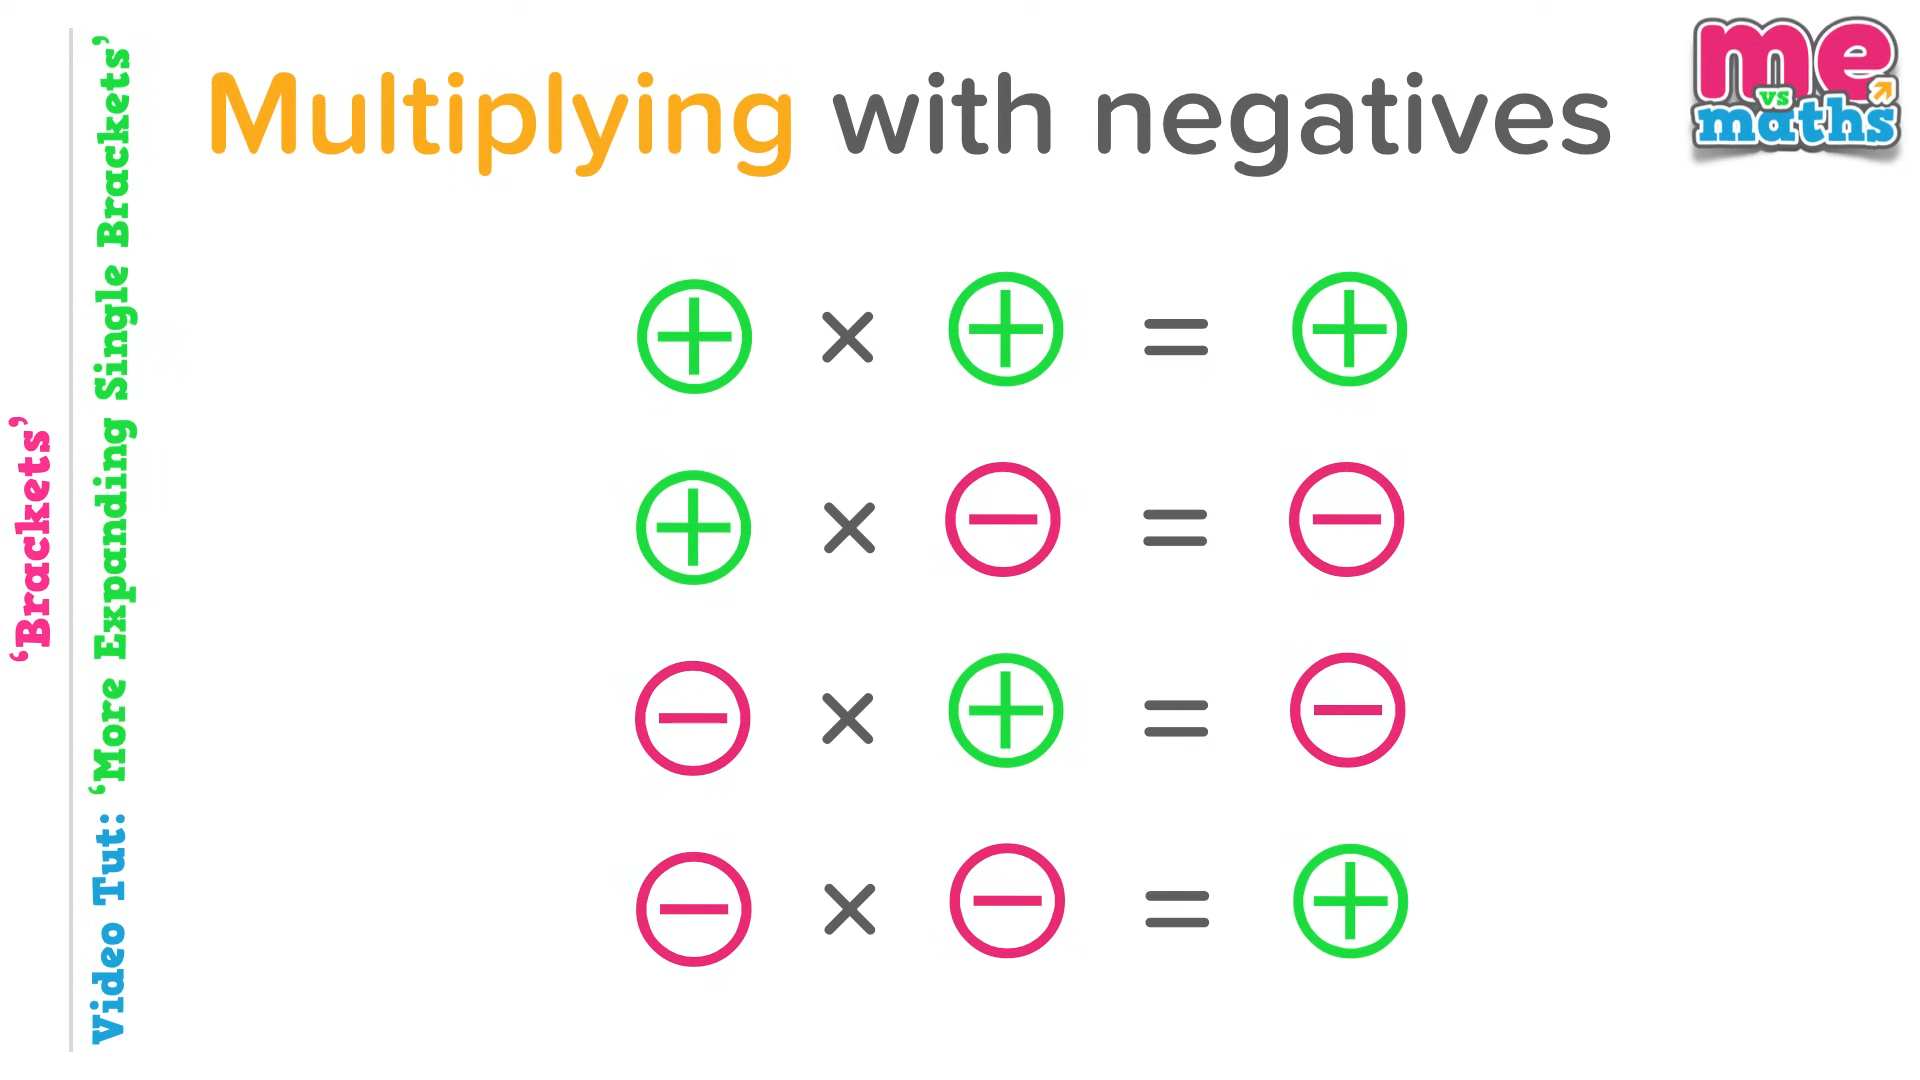 ‘Brackets’
Video Tut: ‘More Expanding Single Brackets’
Multiplying with negatives
me
vs
maths
+ × + = +
+ × − = −
− × + = −
− × − = +